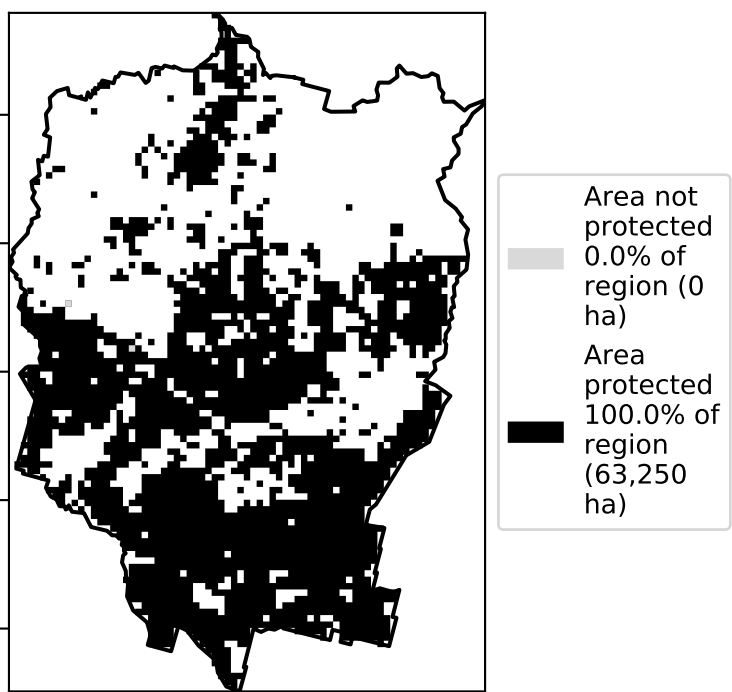 Area not
protected
0.0% of
region (0
ha)
Area
protected
100.0% of
region
(63,250
ha)